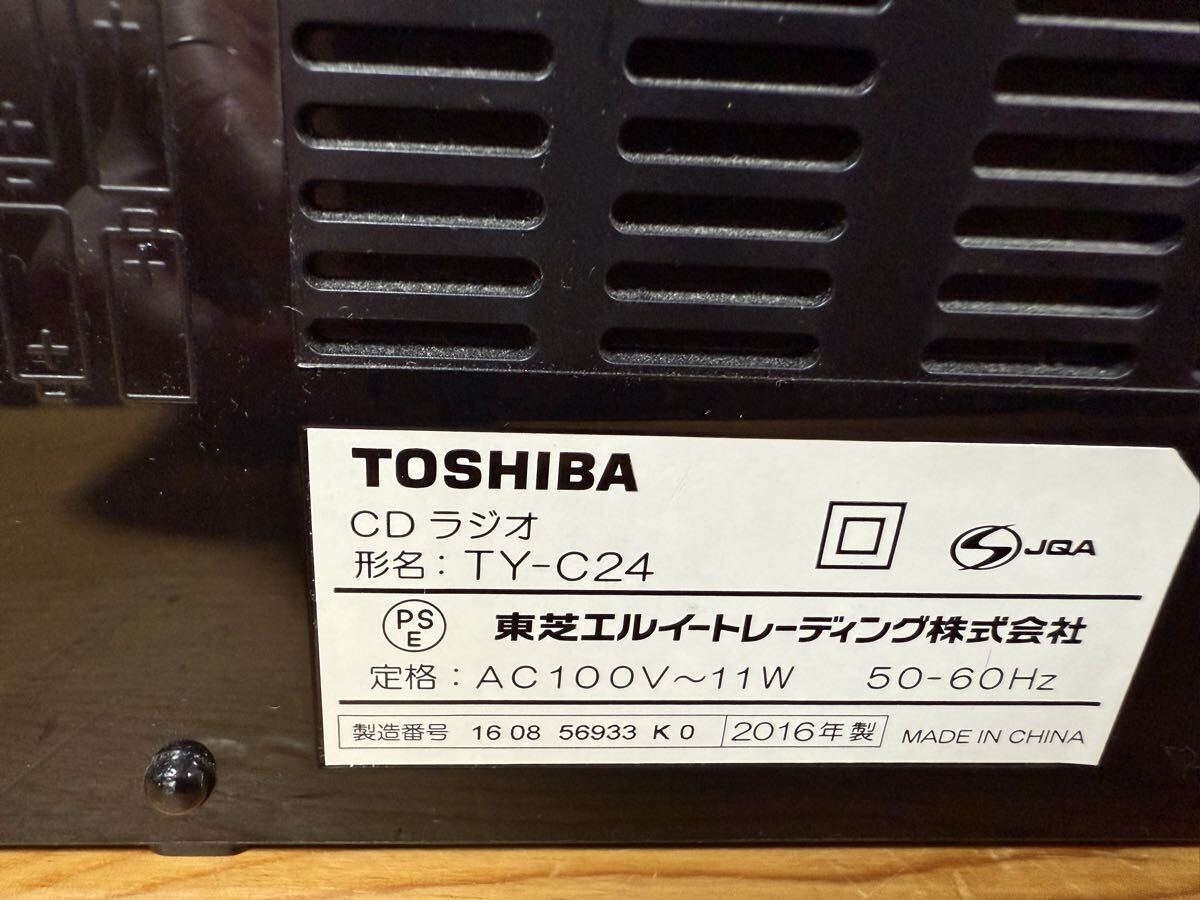 TOSHIBA
CD ラジオ
形名：TY-C24
JQA
PS
E
東芝エルイートレーディング株式会社
定格：AC100V～11W 50-60Hz
製造番号 16 08 56933 K 0 2016年製 MADE IN CHINA